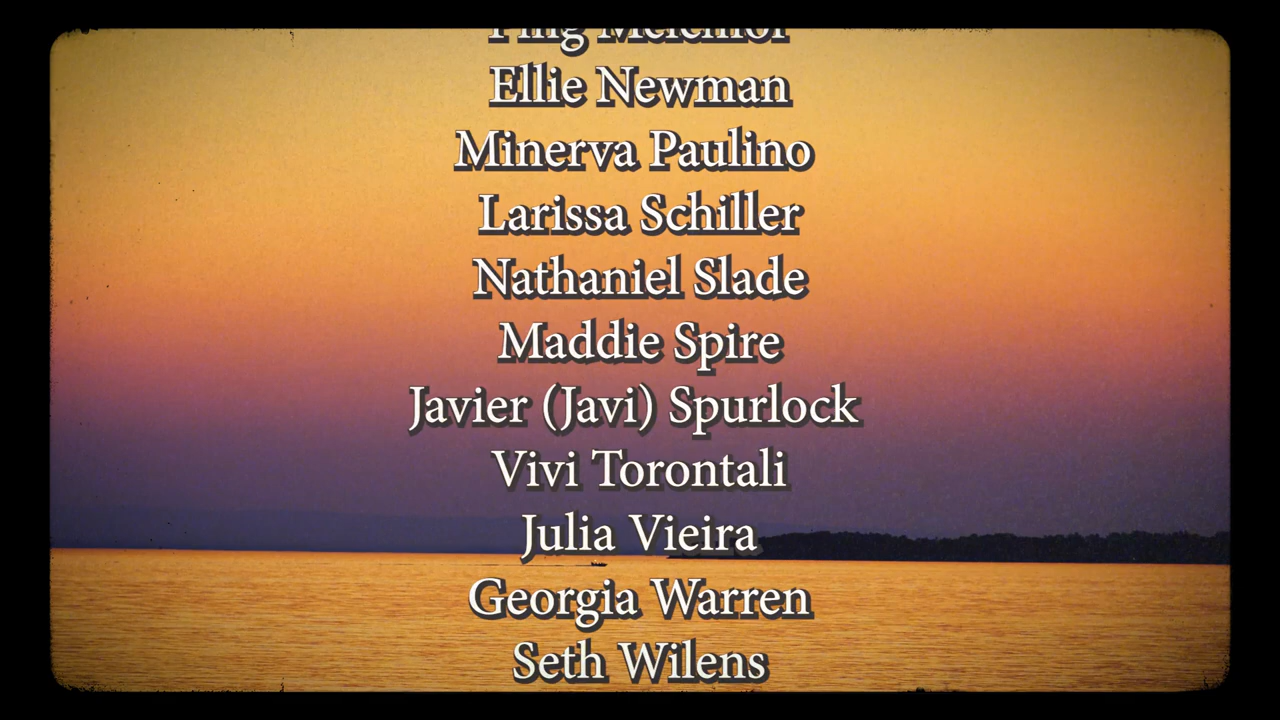 Ellie Newman
Minerva Paulino
Larissa Schiller
Nathaniel Slade
Maddie Spire
Javier (Javi) Spurlock
Vivi Torontali
Julia Vieira
Georgia Warren
Seth Wilens